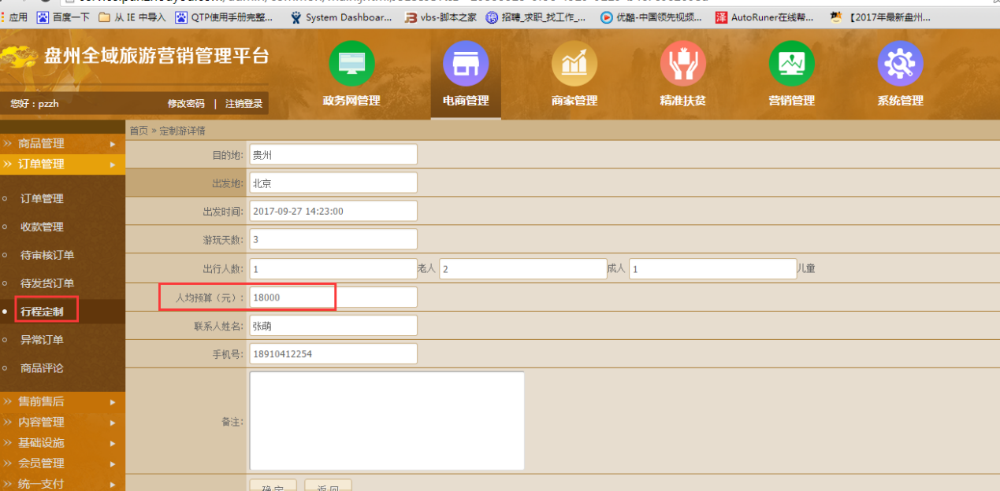 应用 百度一下 从 IE 中导入 QTP使用手册完整... System Dashboar... vbs-脚本之家 招聘_求职_找工作_... 优酷-中国领先视频... AutoRuner在线帮... 【2017年最新盘州...
盘州全域旅游营销管理平台
您好：pzzh 修改密码 | 注销登录
政务网管理 电商管理 商家管理 精准扶贫 营销管理 系统管理
首页 » 定制游详情
商品管理
订单管理
订单管理
收款管理
待审核订单
待发货订单
行程定制
异常订单
商品评论
售前售后
内容管理
基础设施
会员管理
统一支付
目的地: 贵州
出发地: 北京
出发时间: 2017-09-27 14:23:00
游玩天数: 3
出行人数: 1 老人 2 成人 1 儿童
人均预算（元）: 18000
联系人姓名: 张萌
手机号: 18910412254
备注:
确 定 返 回